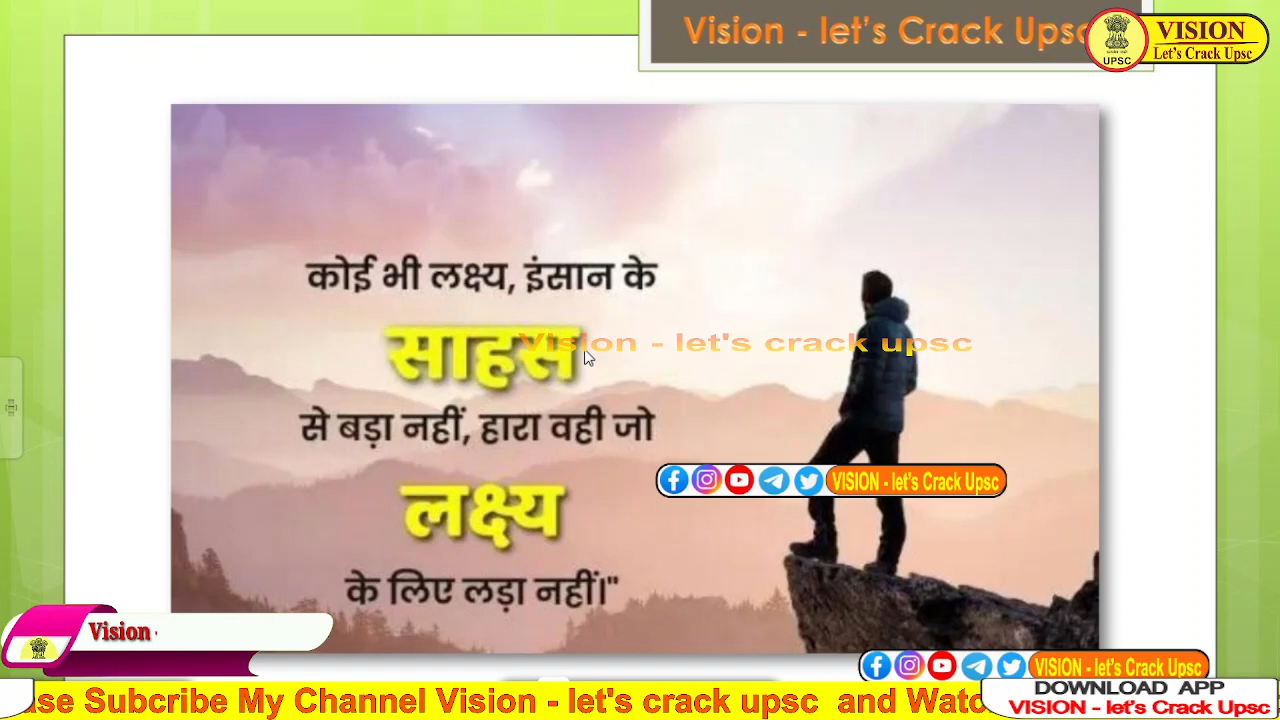 Vision - let's Crack Upsc
UPSC
VISION
Let's Crack Upsc
कोई भी लक्ष्य, इंसान के
साहस
Vision - let's crack upsc
से बड़ा नहीं, हारा वही जो
VISION - let's Crack Upsc
लक्ष्य
के लिए लड़ा नहीं।"
Vision -
VISION - let's Crack Upsc
Subcribe My Channel Vision - let's crack upsc and
DOWNLOAD APP
VISION - let's Crack Upsc